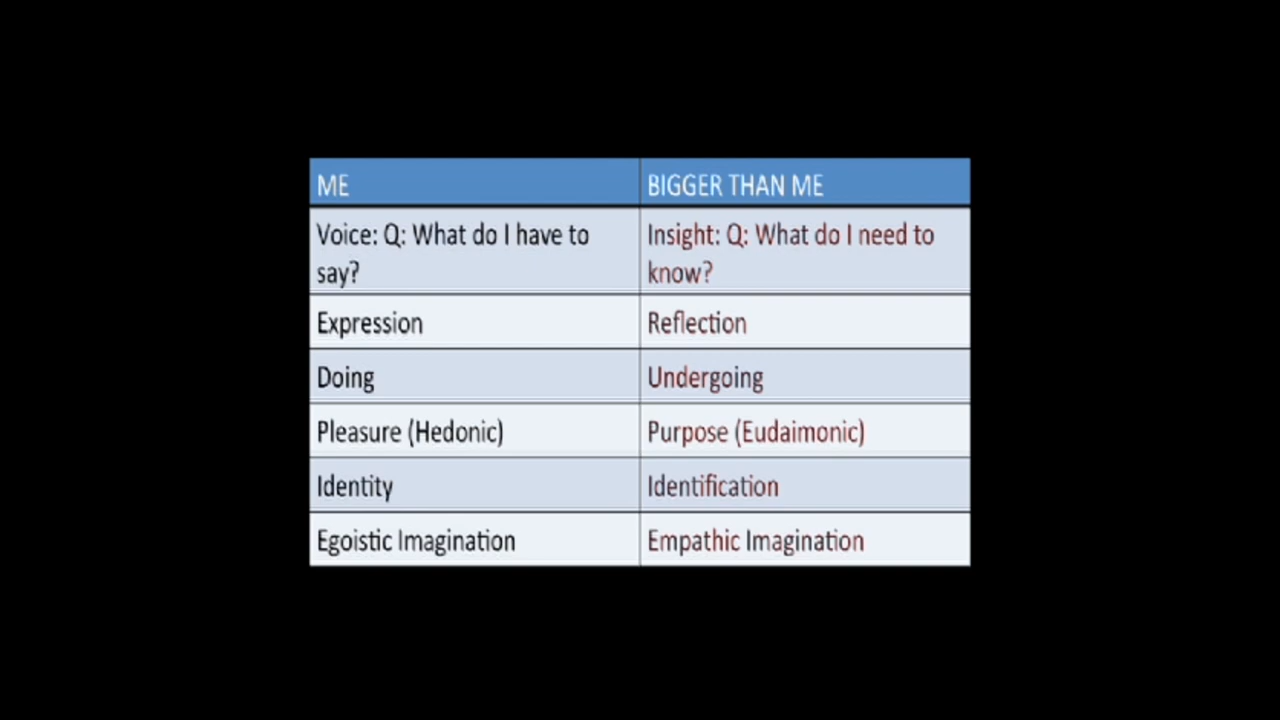 ME
BIGGER THAN ME
Voice: Q: What do I have to
say?
Insight: Q: What do I need to
know?
Expression
Reflection
Doing
Undergoing
Pleasure (Hedonic)
Purpose (Eudaimonic)
Identity
Identification
Egoistic Imagination
Empathic Imagination